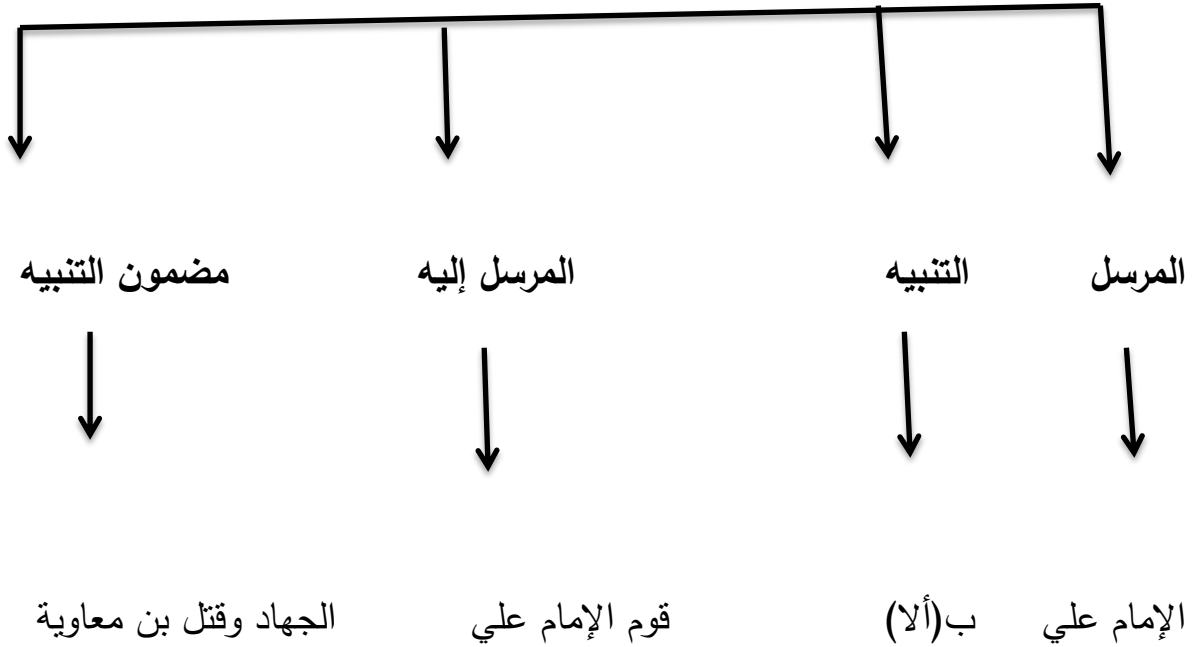 المرسل التنبيه المرسل إليه مضمون التنبيه
الإمام علي ب(ألا) قوم الإمام علي الجهاد وقتل بن معاوية